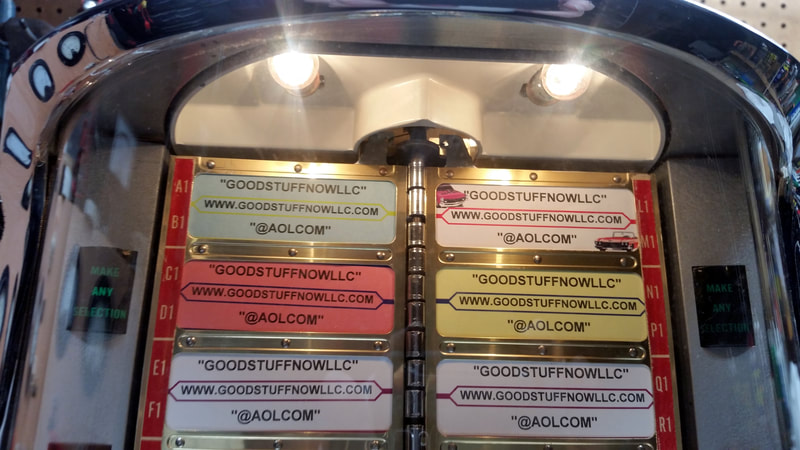 A1
"GOODSTUFFNOWLLC"
WWW.GOODSTUFFNOWLLC.COM
B1
"@AOLCOM"
"GOODSTUFFNOWLLC"
L1
WWW.GOODSTUFFNOWLLC.COM
"@AOLCOM"
M1
C1
"GOODSTUFFNOWLLC"
WWW.GOODSTUFFNOWLLC.COM
D1
"@AOLCOM"
"GOODSTUFFNOWLLC"
N1
WWW.GOODSTUFFNOWLLC.COM
"@AOLCOM"
P1
E1
"GOODSTUFFNOWLLC"
WWW.GOODSTUFFNOWLLC.COM
F1
"@AOLCOM"
"GOODSTUFFNOWLLC"
Q1
WWW.GOODSTUFFNOWLLC.COM
"@AOLCOM"
R1
MAKE
ANY
SELECTION
MAKE
ANY
SELECTION